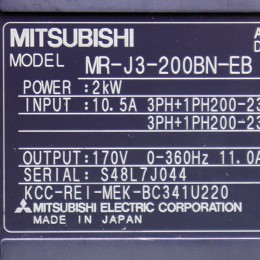 MITSUBISHI
MODEL MR-J3-200BN-EB
POWER :2kW
INPUT :10.5A 3PH+1PH200-23
3PH+1PH200-23
OUTPUT:170V 0-360Hz 11.0A
SERIAL: S48L7J044
KCC-REI-MEK-BC341U220
MITSUBISHI ELECTRIC CORPORATION
MADE IN JAPAN